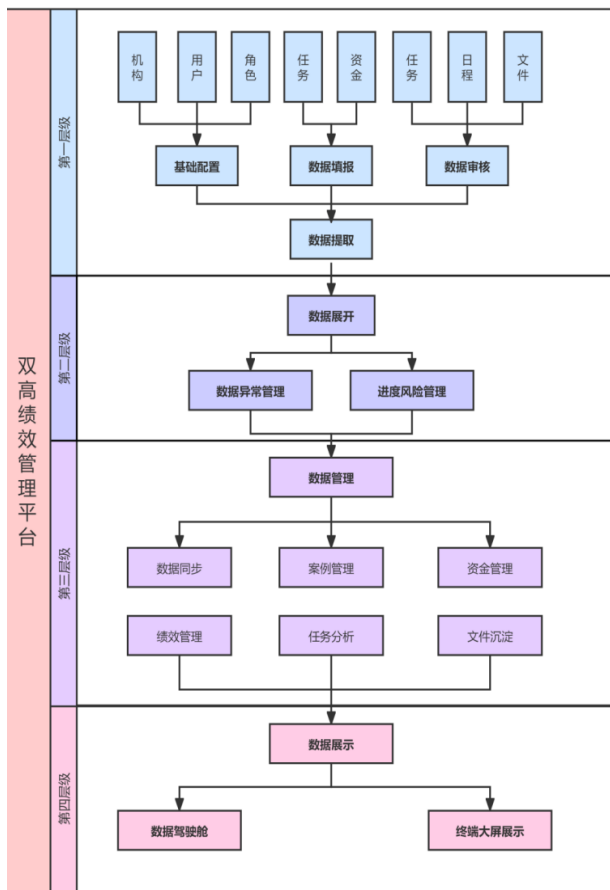 双高绩效管理平台
第一层级
机构
用户
角色
任务
资金
任务
日程
文件
基础配置
数据填报
数据审核
数据提取
第二层级
数据展开
数据异常管理
进度风险管理
第三层级
数据管理
数据同步
案例管理
资金管理
绩效管理
任务分析
文件沉淀
第四层级
数据展示
数据驾驶舱
终端大屏展示